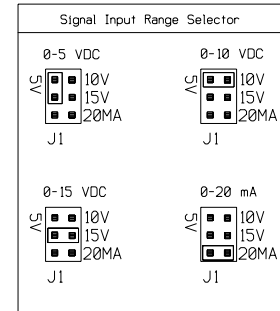 Signal Input Range Selector
0-5 VDC
5V
10V
15V
20MA
J1
0-10 VDC
5V
10V
15V
20MA
J1
0-15 VDC
5V
10V
15V
20MA
J1
0-20 mA
5V
10V
15V
20MA
J1